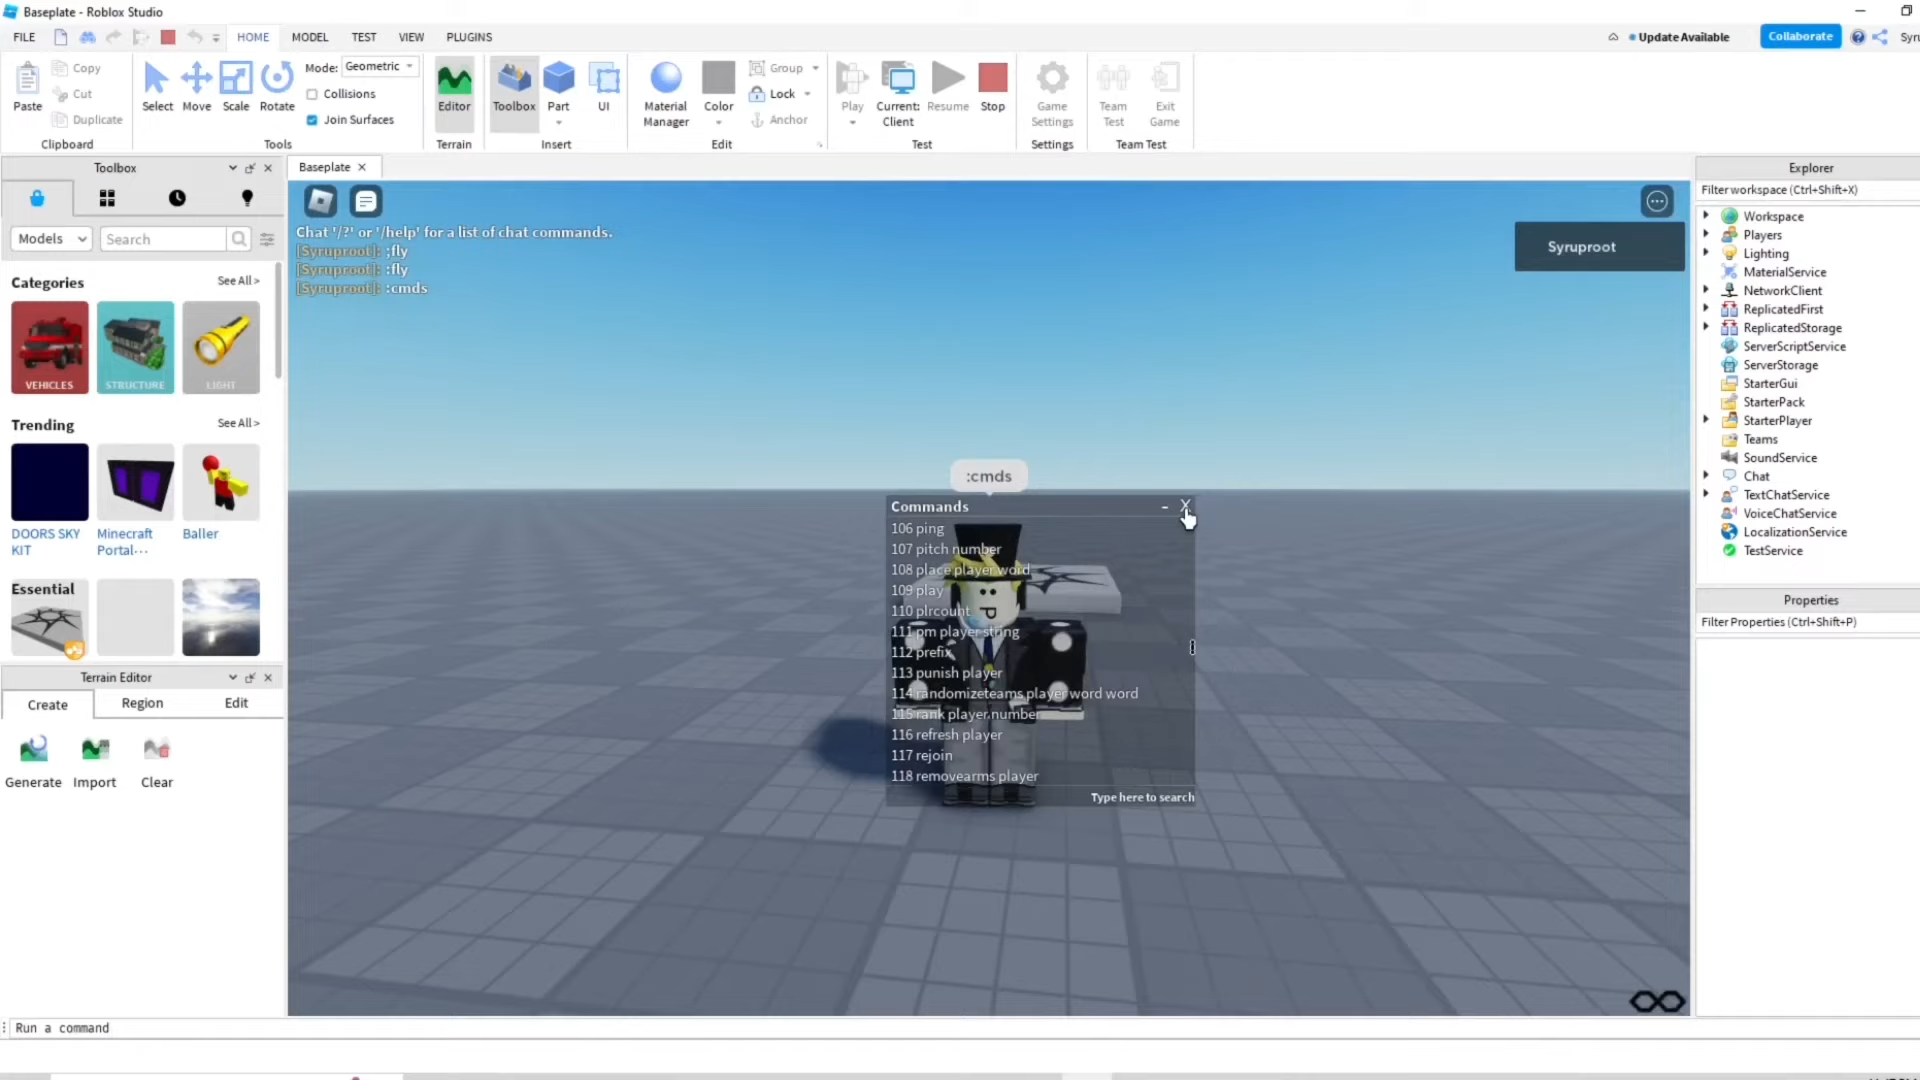 Baseplate - Roblox Studio
FILE HOME MODEL TEST VIEW PLUGINS Update Available Collaborate
Copy Mode: Geometric Group
Cut Collisions Lock
Duplicate Join Surfaces Anchor
Paste Select Move Scale Rotate Editor Toolbox Part UI Material Manager Color Play Current: Client Resume Stop Game Settings Team Test Exit Game
Clipboard Tools Terrain Insert Edit Test Settings Team Test
Toolbox
Baseplate
Models Search
Categories See All >
VEHICLES STRUCTURE LIGHT
Trending See All >
DOORS SKY KIT
Minecraft Portal...
Baller
Essential
Terrain Editor
Create Region Edit
Generate Import Clear
Chat '/?' or '/help' for a list of chat commands.
[Syruproot]: ;fly
[Syruproot]: :fly
[Syruproot]: :cmds
Syruproot
:cmds
Commands - X
106 ping
107 pitch number
108 place player word
109 play
110 plrcount
111 pm player string
112 prefix
113 punish player
114 randomizeteams player word word
115 rank player number
116 refresh player
117 rejoin
118 removearms player
Type here to search
Explorer
Filter workspace (Ctrl+Shift+X)
Workspace
Players
Lighting
MaterialService
NetworkClient
ReplicatedFirst
ReplicatedStorage
ServerScriptService
ServerStorage
StarterGui
StarterPack
StarterPlayer
Teams
SoundService
Chat
TextChatService
VoiceChatService
LocalizationService
TestService
Properties
Filter Properties (Ctrl+Shift+P)
Run a command